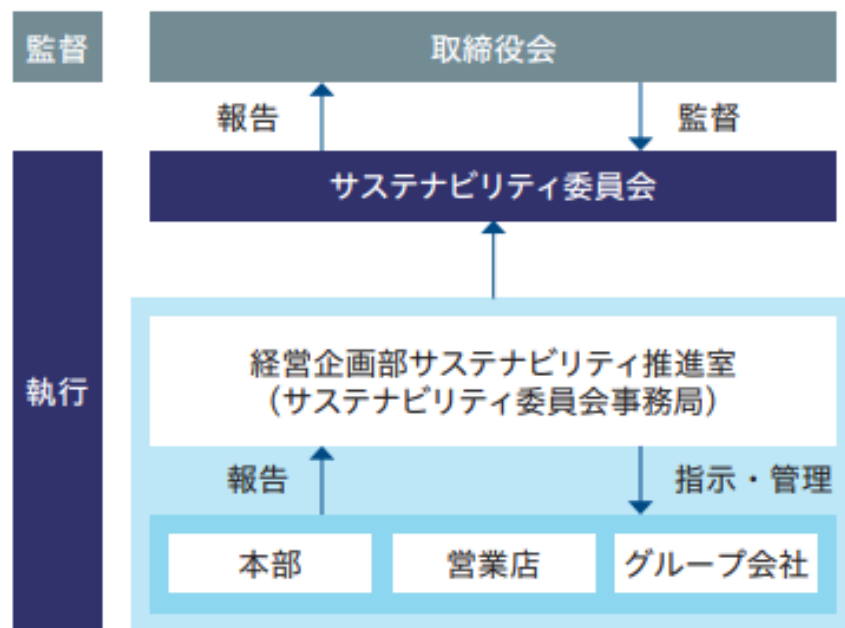 監督
取締役会
報告
監督
サステナビリティ委員会
執行
経営企画部サステナビリティ推進室
(サステナビリティ委員会事務局)
報告
指示・管理
本部
営業店
グループ会社